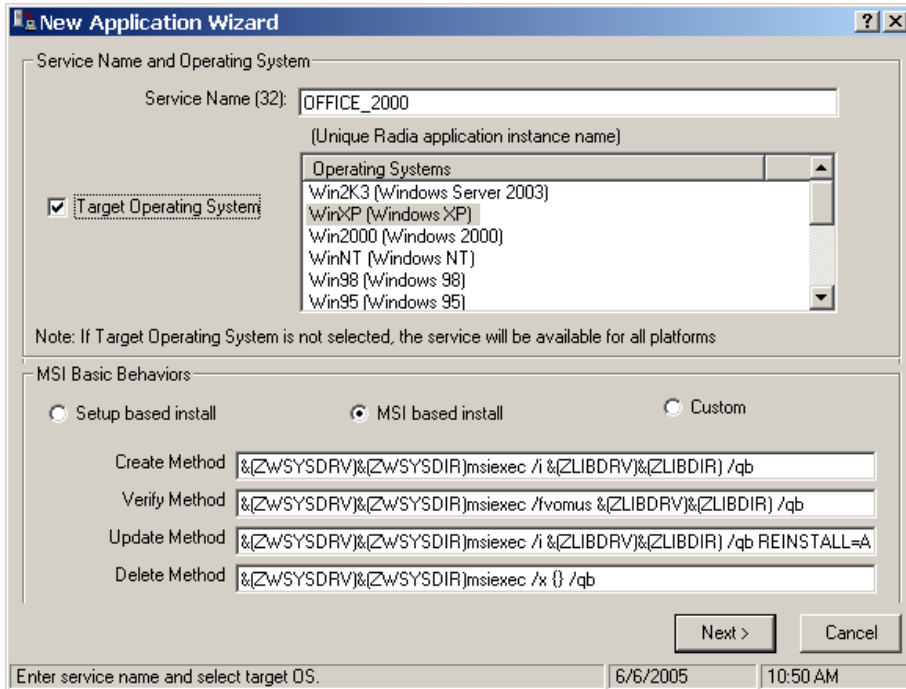 New Application Wizard
Service Name and Operating System
Service Name (32): OFFICE_2000
(Unique Radia application instance name)
Operating Systems
Target Operating System
Win2K3 (Windows Server 2003)
WinXP (Windows XP)
Win2000 (Windows 2000)
WinNT (Windows NT)
Win98 (Windows 98)
Win95 (Windows 95)
Note: If Target Operating System is not selected, the service will be available for all platforms
MSI Basic Behaviors
Setup based install MSI based install Custom
Create Method &(ZWSYSDRV)&(ZWSYSDIR)msiexec /i &(ZLIBDRV)&(ZLIBDIR) /qb
Verify Method &(ZWSYSDRV)&(ZWSYSDIR)msiexec /fvomus &(ZLIBDRV)&(ZLIBDIR) /qb
Update Method &(ZWSYSDRV)&(ZWSYSDIR)msiexec /i &(ZLIBDRV)&(ZLIBDIR) /qb REINSTALL=A
Delete Method &(ZWSYSDRV)&(ZWSYSDIR)msiexec /x {} /qb
Next > Cancel
Enter service name and select target OS. 6/6/2005 10:50 AM